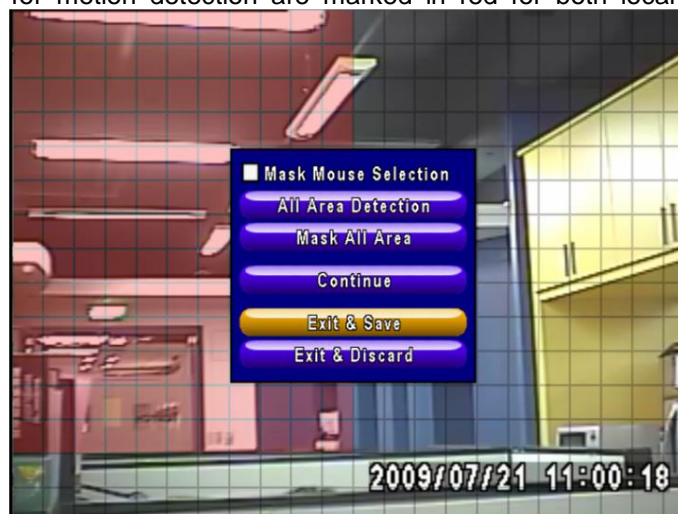 for motion detection are marked in red for both local
Mask Mouse Selection
All Area Detection
Mask All Area
Continue
Exit & Save
Exit & Discard
2009/07/21 11:00:18